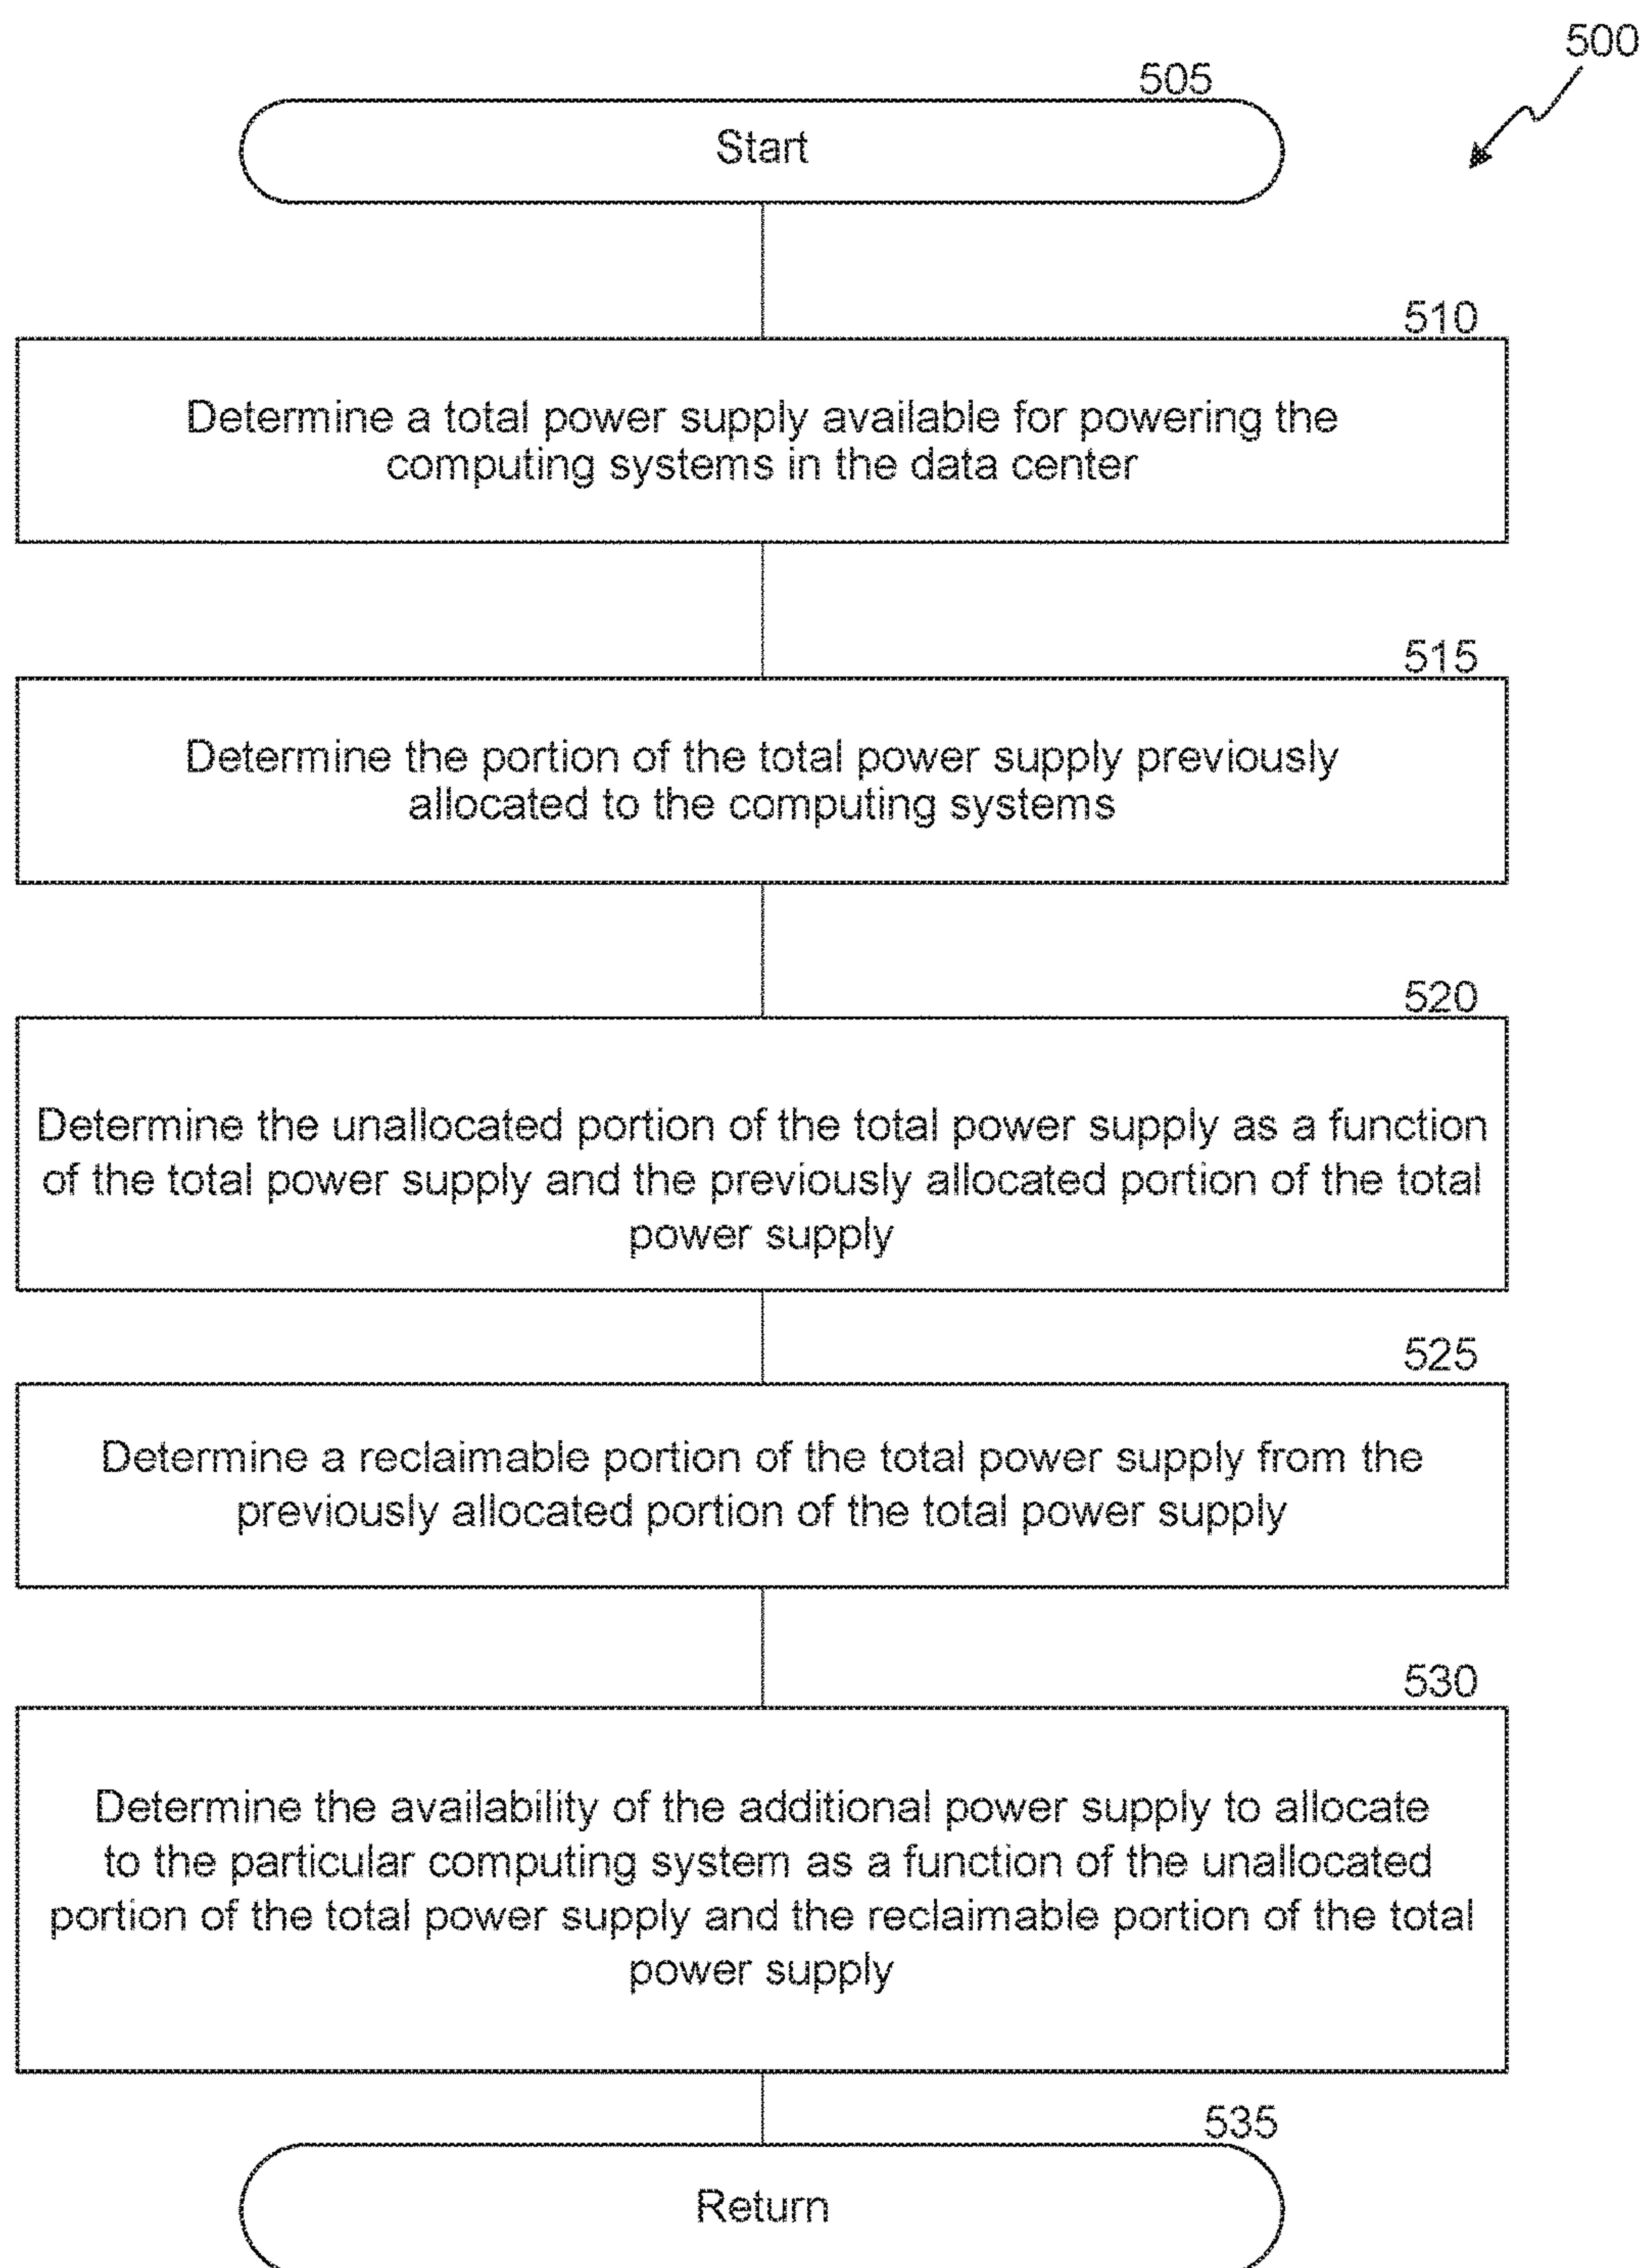 500
505
Start
510
Determine a total power supply available for powering the
computing systems in the data center
515
Determine the portion of the total power supply previously
allocated to the computing systems
520
Determine the unallocated portion of the total power supply as a function
of the total power supply and the previously allocated portion of the total
power supply
525
Determine a reclaimable portion of the total power supply from the
previously allocated portion of the total power supply
530
Determine the availability of the additional power supply to allocate
to the particular computing system as a function of the unallocated
portion of the total power supply and the reclaimable portion of the total
power supply
535
Return